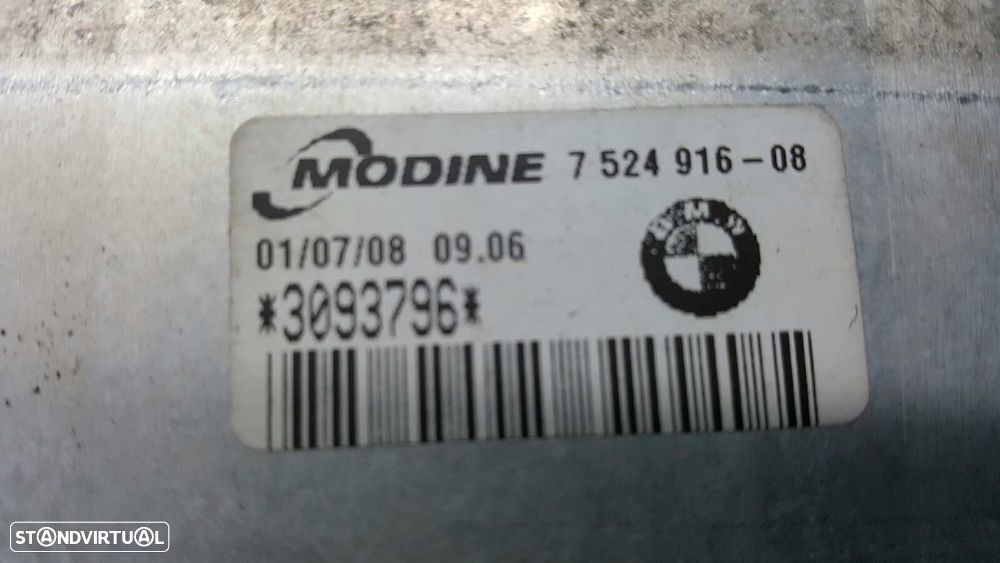 MODINE 7 524 916-08
BMW
01/07/08 09.06
*3093796*
STANDVIRTUAL